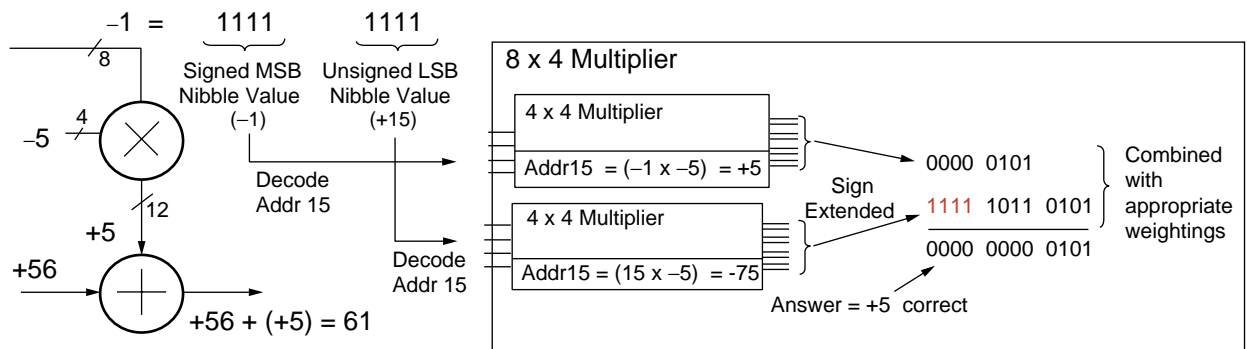 −1 = 1111 1111
8
Signed MSB
Nibble Value
(−1)
Unsigned LSB
Nibble Value
(+15)
−5
4
Decode
Addr 15
12
+5
+56
+56 + (+5) = 61
Decode
Addr 15
8 x 4 Multiplier
4 x 4 Multiplier
Addr15 = (−1 x −5) = +5
4 x 4 Multiplier
Addr15 = (15 x −5) = -75
Sign
Extended
0000 0101
1111 1011 0101
0000 0000 0101
Combined
with
appropriate
weightings
Answer = +5 correct